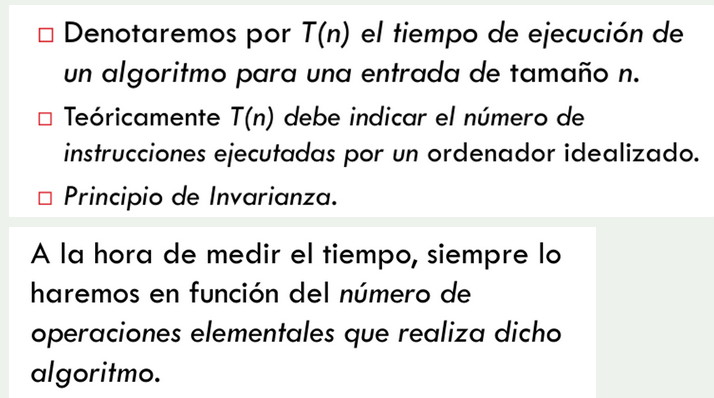 Denotaremos por T(n) el tiempo de ejecución de
un algoritmo para una entrada de tamaño n.
Teóricamente T(n) debe indicar el número de
instrucciones ejecutadas por un ordenador idealizado.
Principio de Invarianza.
A la hora de medir el tiempo, siempre lo
haremos en función del número de
operaciones elementales que realiza dicho
algoritmo.